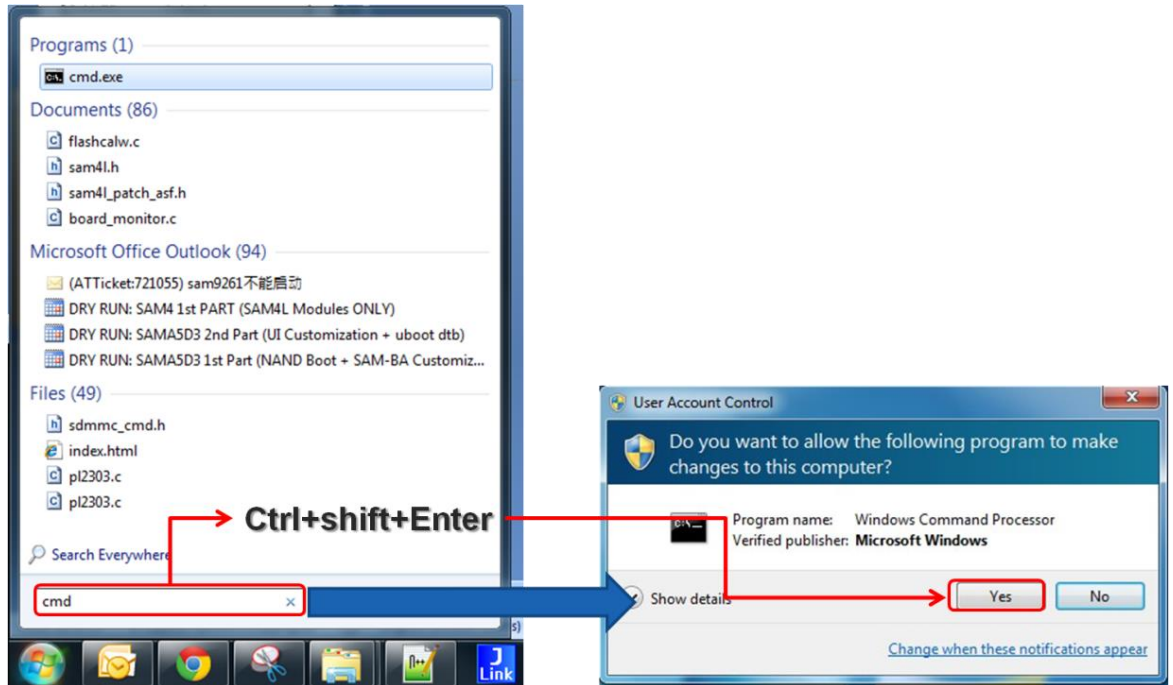 Programs (1)
cmd.exe
Documents (86)
flashcalw.c
sam4l.h
sam4l_patch_asf.h
board_monitor.c
Microsoft Office Outlook (94)
(ATTicket:721055) sam9261不能启动
DRY RUN: SAM4 1st PART (SAM4L Modules ONLY)
DRY RUN: SAMA5D3 2nd Part (UI Customization + uboot dtb)
DRY RUN: SAMA5D3 1st Part (NAND Boot + SAM-BA Customiz...
Files (49)
sdmmc_cmd.h
index.html
pl2303.c
pl2303.c
Ctrl+shift+Enter
Search Everywhere
cmd
s)
J
Link
User Account Control
Do you want to allow the following program to make
changes to this computer?
Program name: Windows Command Processor
Verified publisher: Microsoft Windows
Show details
Yes
No
Change when these notifications appear